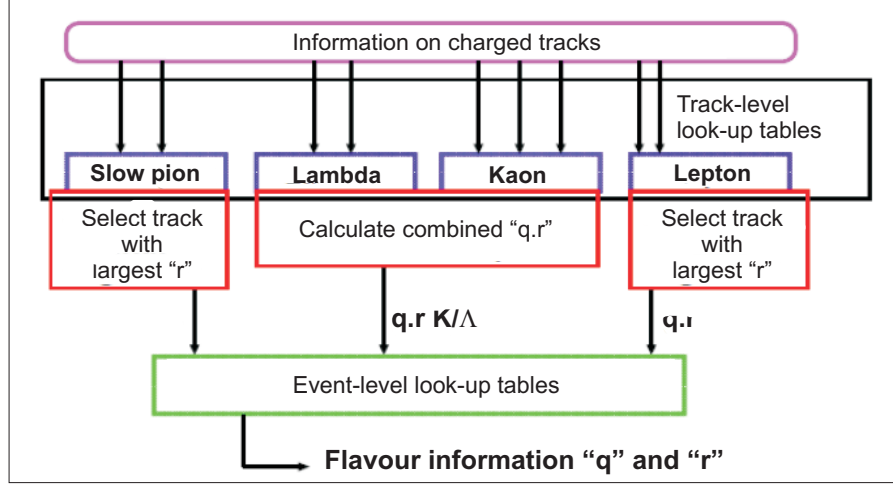 Information on charged tracks
Track-level
look-up tables
Slow pion
Lambda
Kaon
Lepton
Select track
with
largest “r”
Calculate combined “q.r”
Select track
with
largest “r”
q.r K/Λ
q.r
Event-level look-up tables
Flavour information “q” and “r”